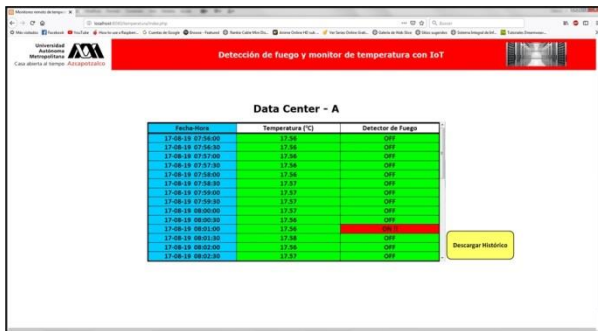 Universidad
Autónoma
Metropolitana
Casa abierta al tiempo Azcapotzalco
Detección de fuego y monitor de temperatura con IoT
Data Center - A
Fecha-Hora Temperatura (°C) Detector de Fuego
17-08-19 07:56:00 17.56 OFF
17-08-19 07:56:30 17.56 OFF
17-08-19 07:57:00 17.56 OFF
17-08-19 07:57:30 17.56 OFF
17-08-19 07:58:00 17.56 OFF
17-08-19 07:58:30 17.57 OFF
17-08-19 07:59:00 17.57 OFF
17-08-19 07:59:30 17.57 OFF
17-08-19 08:00:00 17.57 OFF
17-08-19 08:00:30 17.56 OFF
17-08-19 08:01:00 17.56
17-08-19 08:01:30 17.58 OFF
17-08-19 08:02:00 17.56 OFF
17-08-19 08:02:30 17.57 OFF
Descargar Histórico